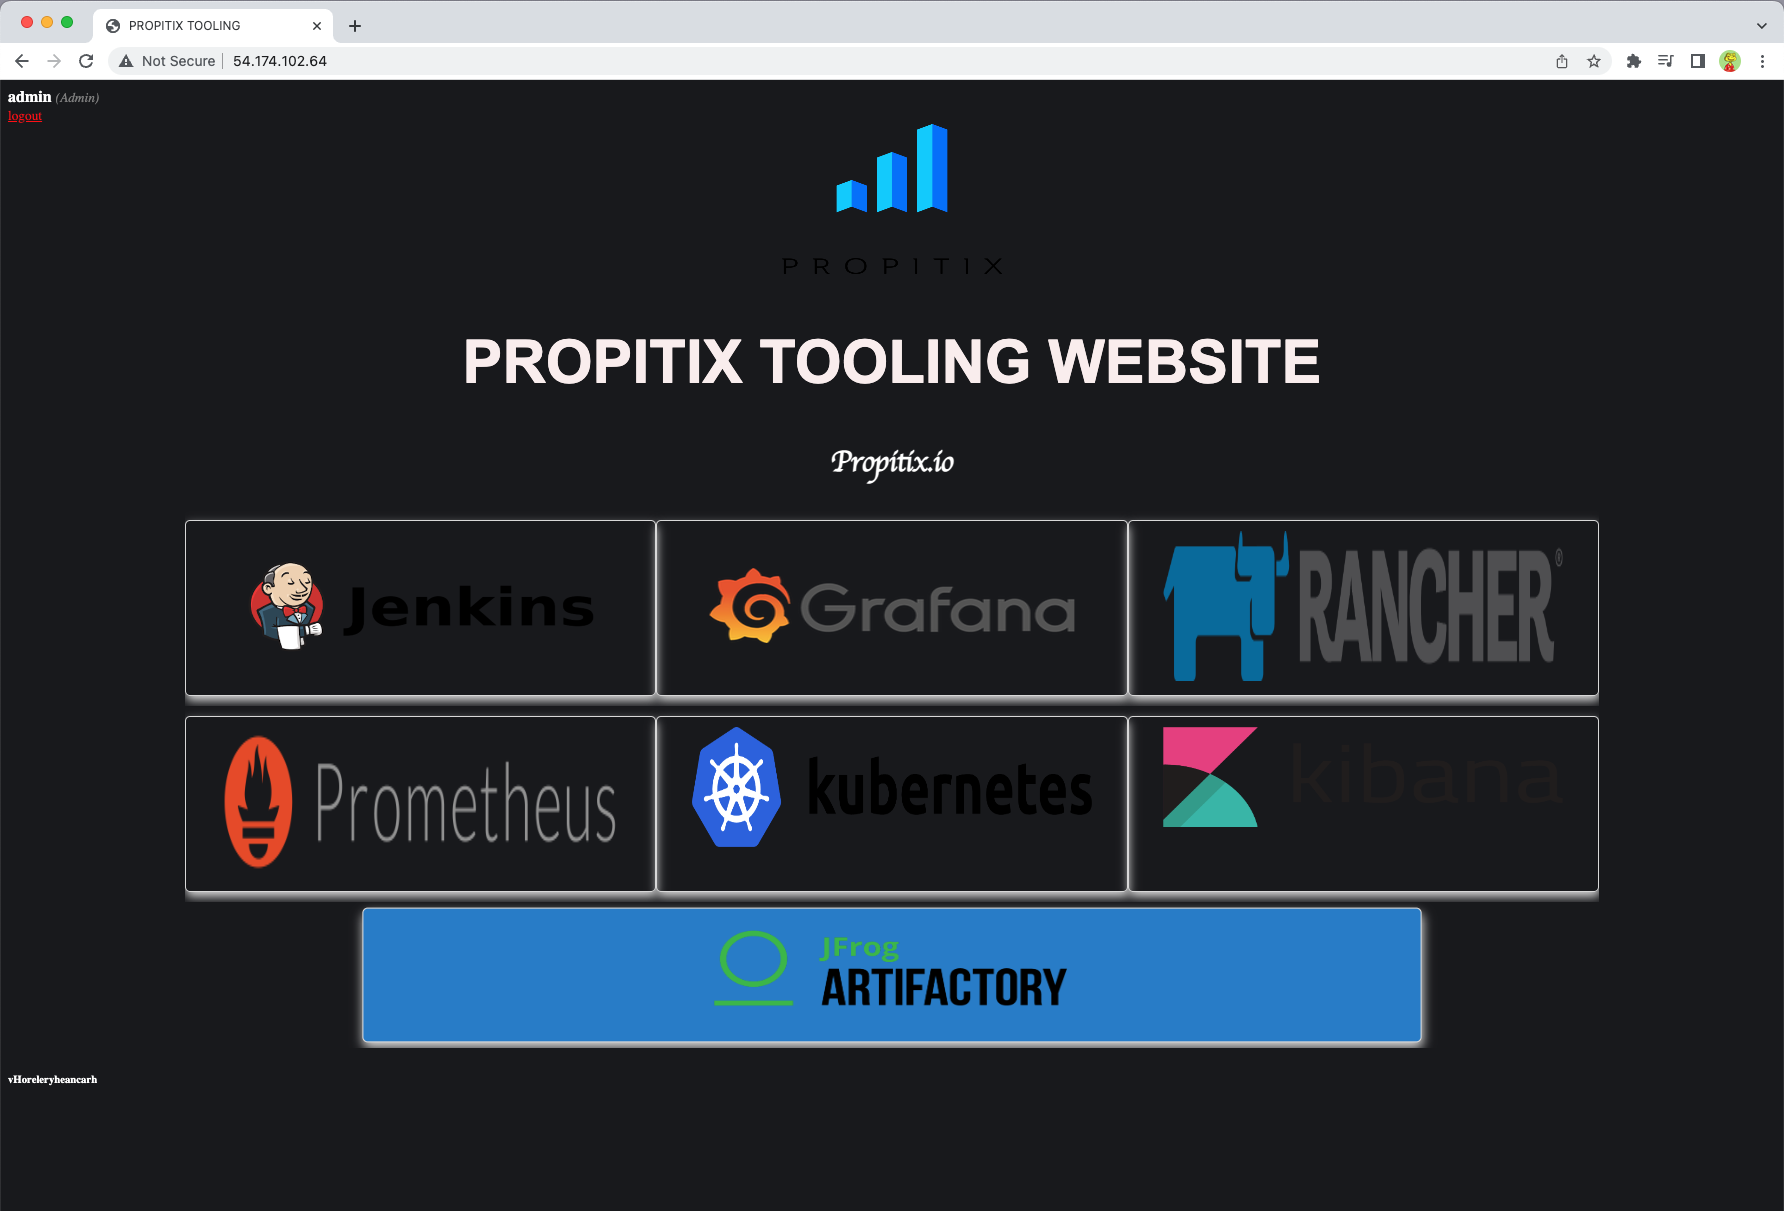 PROPITIX TOOLING
Not Secure
54.174.102.64
admin (Admin)
logout
PROPITIX
PROPITIX TOOLING WEBSITE
Propitix.io
Jenkins
Grafana
RANCHER®
Prometheus
kubernetes
kibana
JFrog
ARTIFACTORY
vHoreleryheancarh